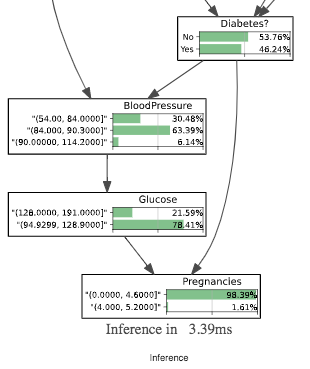 Diabetes?
No 53.76%
Yes 46.24%
BloodPressure
"(54.00, 84.0000]" 30.48%
"(84.000, 90.3000]" 63.39%
"(90.00000, 114.2000]" 6.14%
Glucose
"(128.0000, 191.0000]" 21.59%
"(94.9299, 128.9000]" 78.41%
Pregnancies
"(0.0000, 4.6000]" 98.39%
"(4.000, 5.2000]" 1.61%
Inference in 3.39ms
Inference